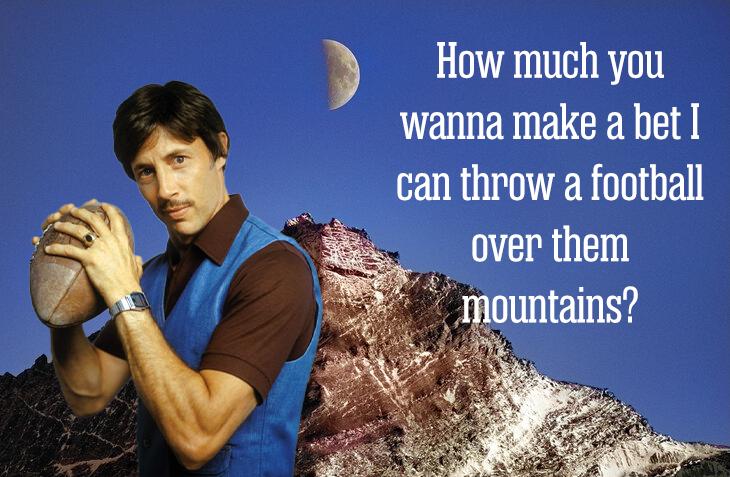 How much you
wanna make a bet I
can throw a football
over them
mountains?